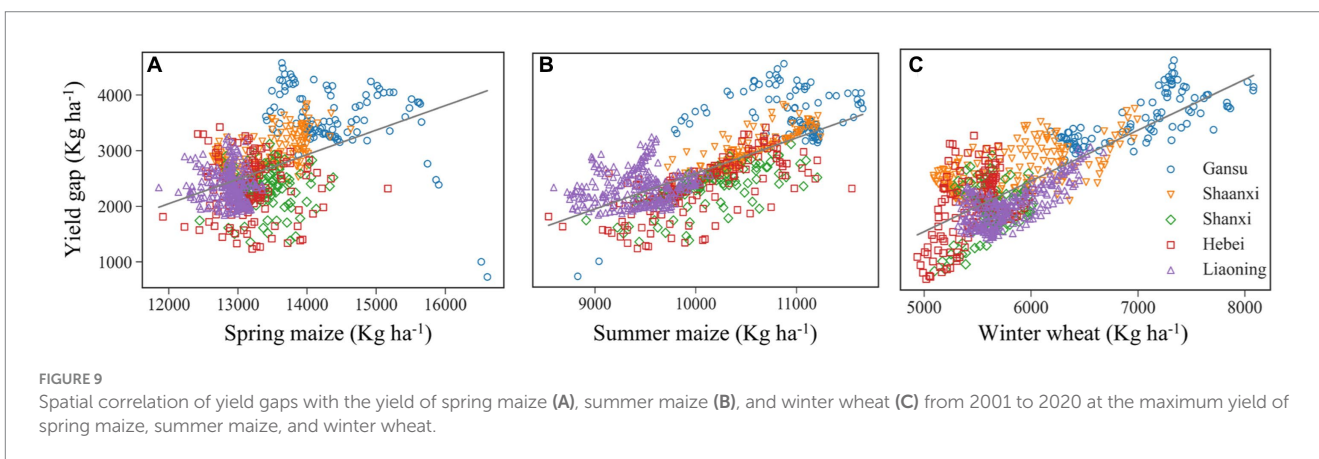 A
B
C
Yield gap (Kg ha⁻¹)
4000
3000
2000
1000
12000 13000 14000 15000 16000
Spring maize (Kg ha⁻¹)
9000 10000 11000
Summer maize (Kg ha⁻¹)
5000 6000 7000 8000
Winter wheat (Kg ha⁻¹)
Gansu
Shaanxi
Shanxi
Hebei
Liaoning
FIGURE 9
Spatial correlation of yield gaps with the yield of spring maize (A), summer maize (B), and winter wheat (C) from 2001 to 2020 at the maximum yield of
spring maize, summer maize, and winter wheat.